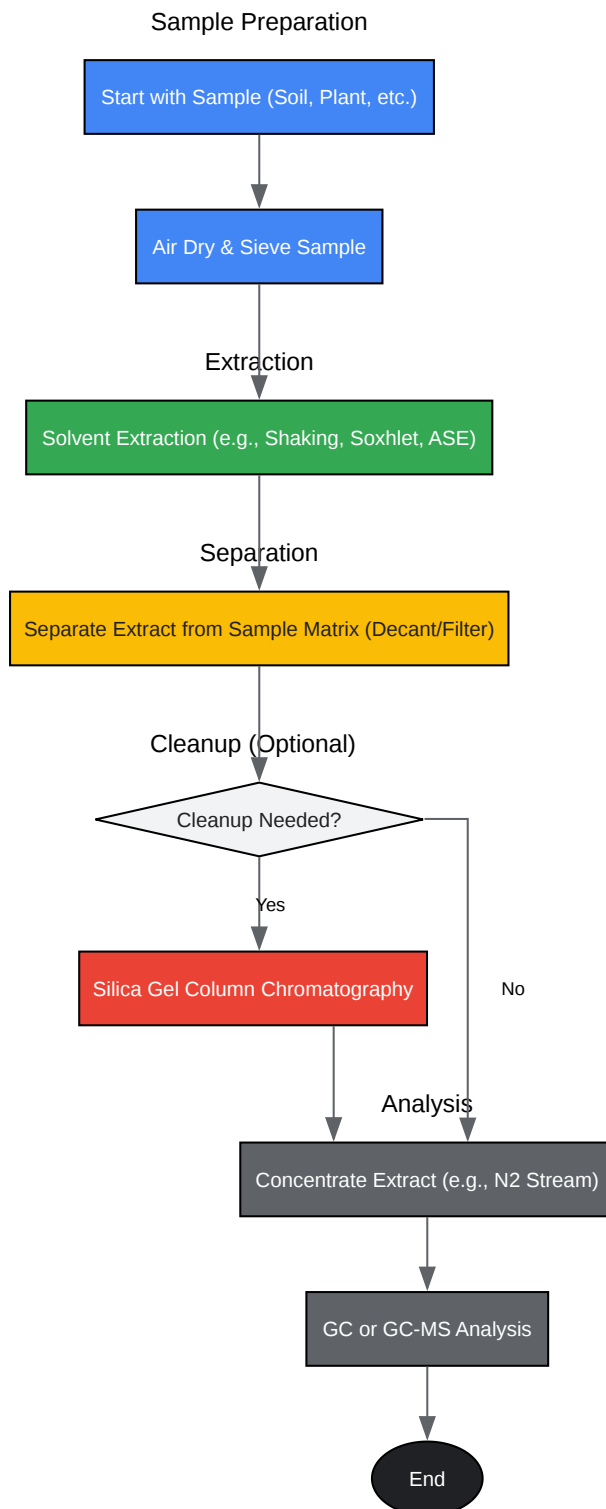 Sample Preparation
Start with Sample (Soil, Plant, etc.)
Air Dry & Sieve Sample
Extraction
Solvent Extraction (e.g., Shaking, Soxhlet, ASE)
Separation
Separate Extract from Sample Matrix (Decant/Filter)
Cleanup (Optional)
Cleanup Needed?
Yes
Silica Gel Column Chromatography
No
Analysis
Concentrate Extract (e.g., N2 Stream)
GC or GC-MS Analysis
End